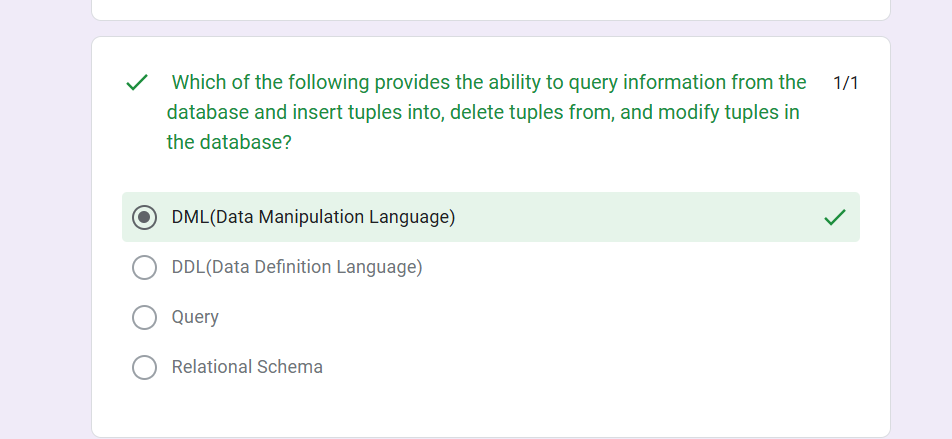 Which of the following provides the ability to query information from the 1/1
database and insert tuples into, delete tuples from, and modify tuples in
the database?
DML(Data Manipulation Language)
DDL(Data Definition Language)
Query
Relational Schema